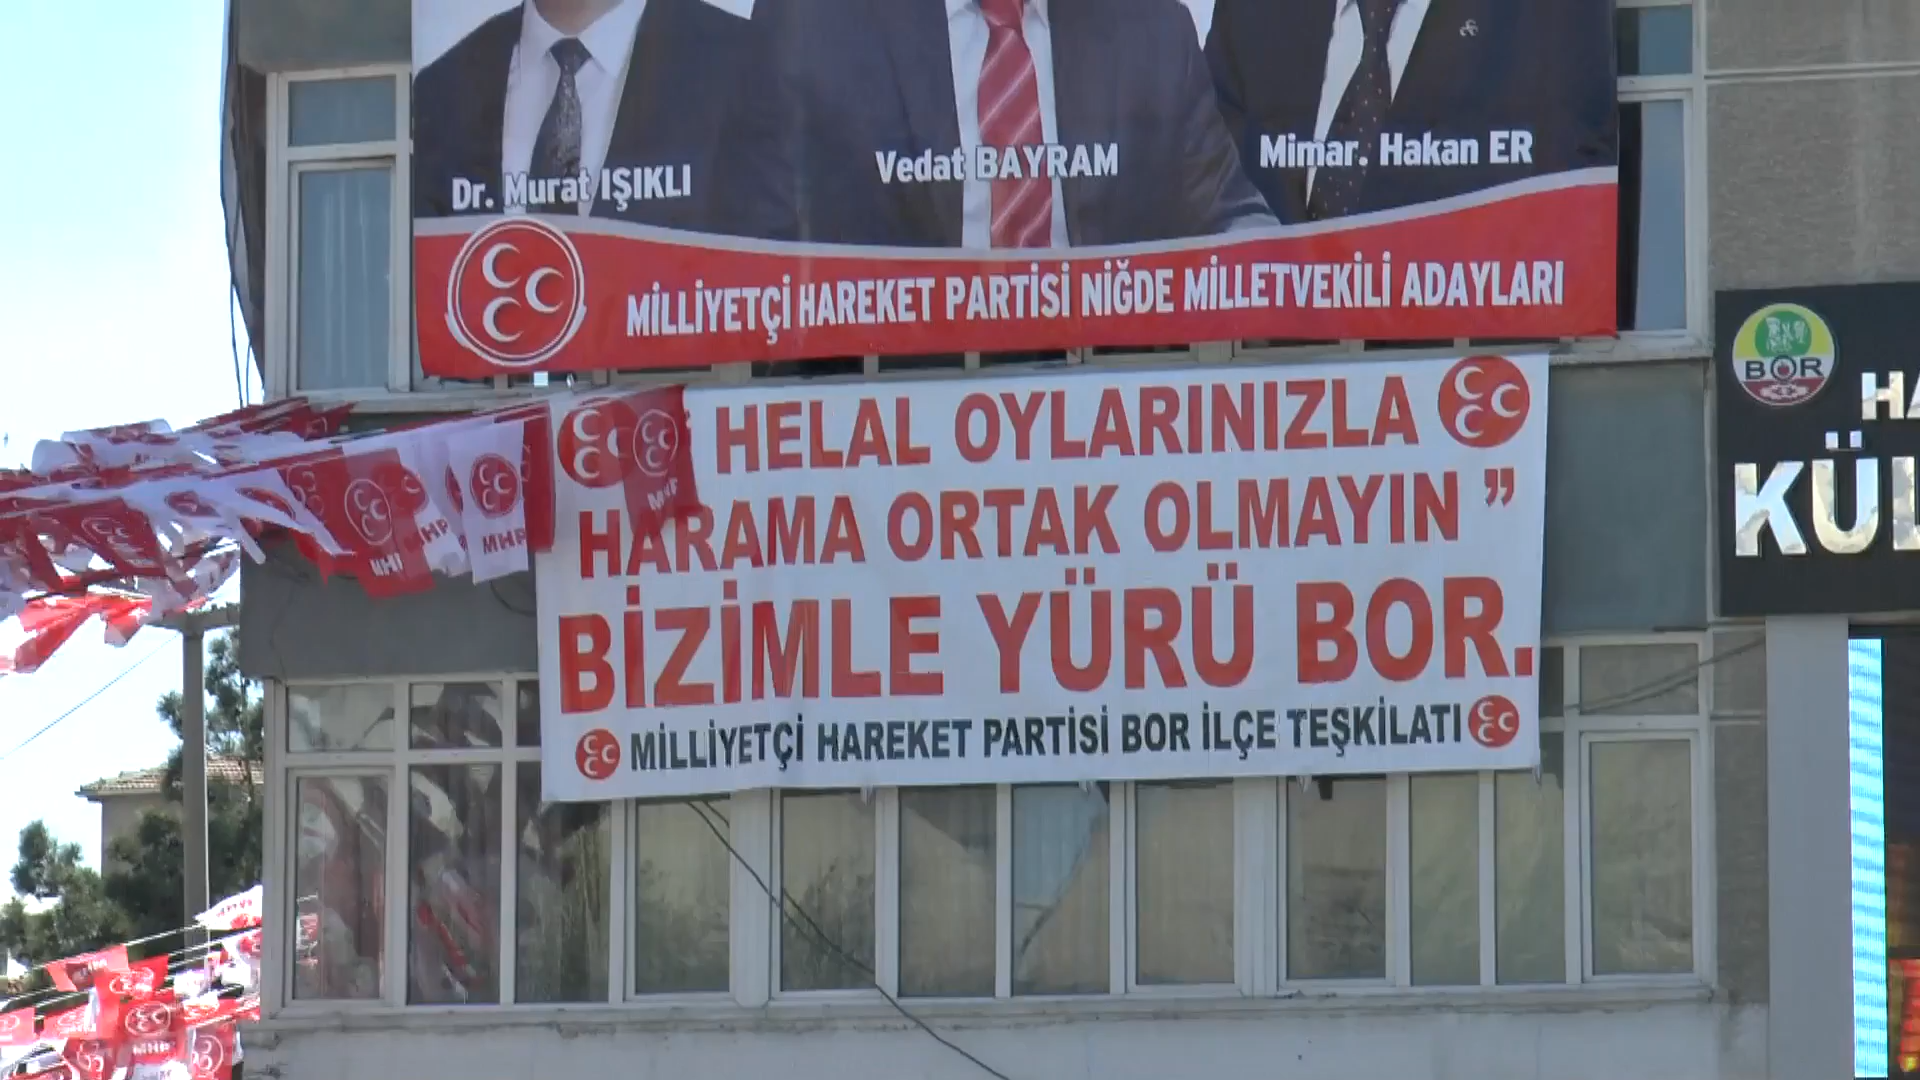 Dr. Murat IŞIKLI
Vedat BAYRAM
Mimar. Hakan ER
MİLLİYETÇİ HAREKET PARTİSİ NİĞDE MİLLETVEKİLİ ADAYLARI
HELAL OYLARINIZLA
HARAMA ORTAK OLMAYIN ”
BİZİMLE YÜRÜ BOR.
MİLLİYETÇİ HAREKET PARTİSİ BOR İLÇE TEŞKİLATI
BOR
MHP
MHP
MHP